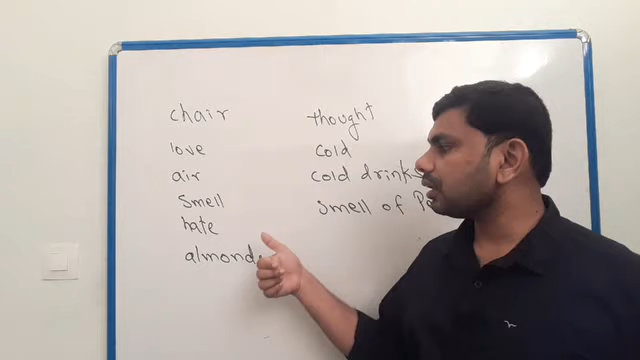 chair
love
air
smell
hate
almond
thought
cold
cold drinks
smell of